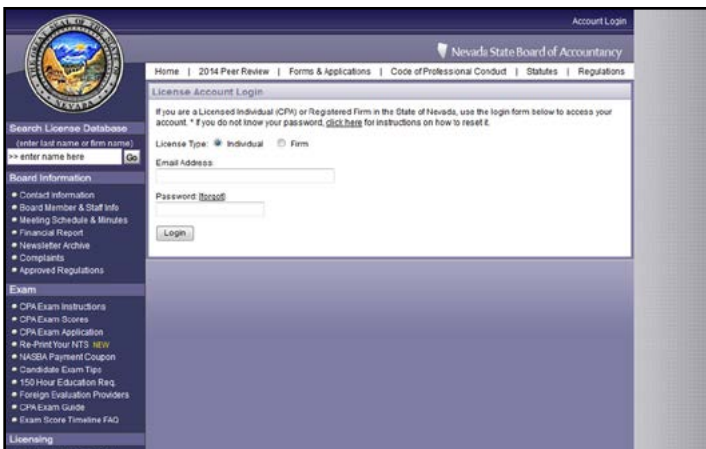 Account Login
Nevada State Board of Accountancy
Home | 2014 Peer Review | Forms & Applications | Code of Professional Conduct | Statutes | Regulations
License Account Login
If you are a Licensed Individual (CPA) or Registered Firm in the State of Nevada, use the login form below to access your
account. * If you do not know your password, click here for instructions on how to reset it.
License Type: Individual Firm
Email Address:
Password: [forgot]
Login
NEVADA
Search License Database
(enter last name or firm name)
>> enter name here Go
Board Information
Contact Information
Board Member & Staff Info
Meeting Schedule & Minutes
Financial Report
Newsletter Archive
Complaints
Approved Regulations
Exam
CPA Exam Instructions
CPA Exam Scores
CPA Exam Application
Re-Print Your NTS NEW
NASBA Payment Coupon
Candidate Exam Tips
150 Hour Education Req.
Foreign Evaluation Providers
CPA Exam Guide
Exam Score Timeline FAQ
Licensing